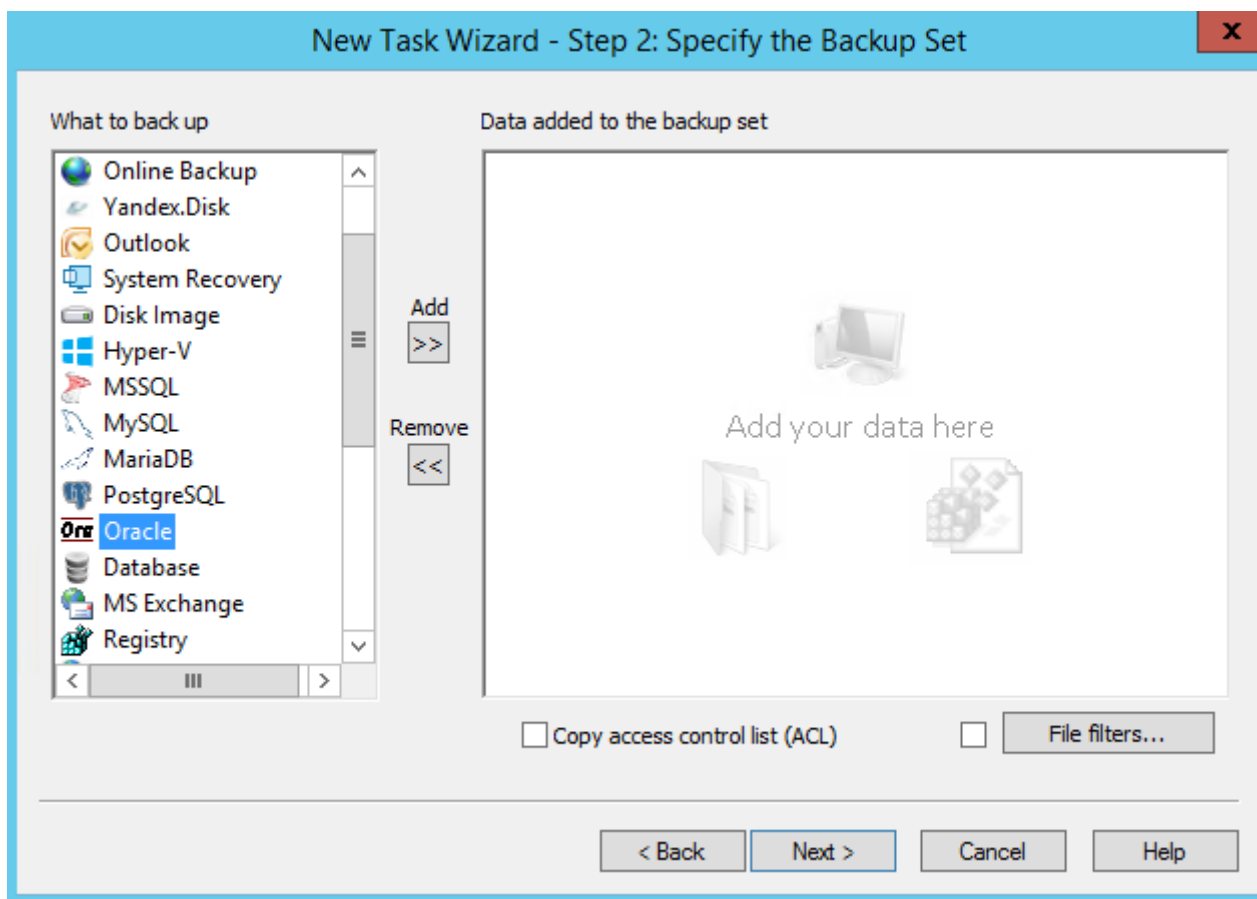 New Task Wizard - Step 2: Specify the Backup Set
x
What to back up
Data added to the backup set
Online Backup
Yandex.Disk
Outlook
System Recovery
Disk Image
Hyper-V
MSSQL
MySQL
MariaDB
PostgreSQL
Ora Oracle
Database
MS Exchange
Registry
Add
>>
Remove
<<
Add your data here
Copy access control list (ACL)
File filters...
< Back
Next >
Cancel
Help